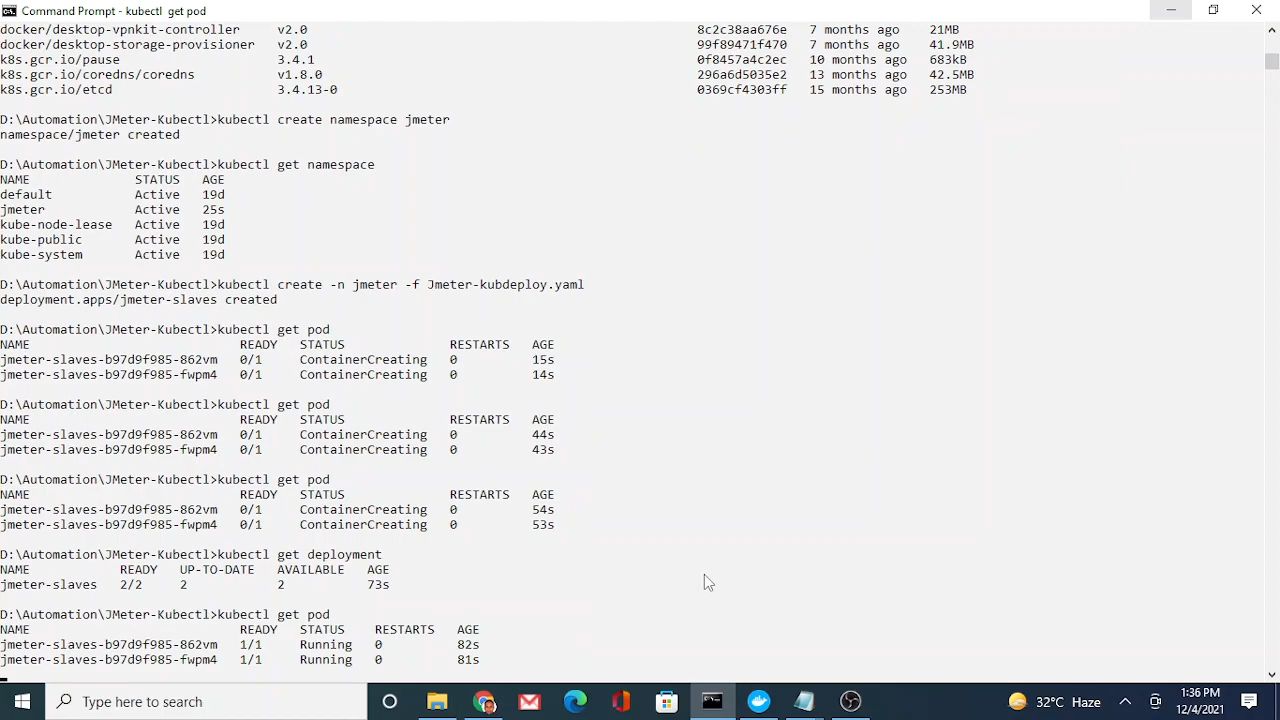 Command Prompt - kubectl  get pod
docker/desktop-vpnkit-controller     v2.0     8c2c38aa676e   7 months ago    21MB
docker/desktop-storage-provisioner   v2.0     99f89471f470   7 months ago    41.9MB
k8s.gcr.io/pause                     3.4.1    0f8457a4c2ec   10 months ago   683kB
k8s.gcr.io/coredns/coredns           v1.8.0   296a6d5035e2   13 months ago   42.5MB
k8s.gcr.io/etcd                      3.4.13-0   0369cf4303ff   15 months ago   253MB
D:\Automation\JMeter-Kubectl>kubectl create namespace jmeter
namespace/jmeter created
D:\Automation\JMeter-Kubectl>kubectl get namespace
NAME              STATUS   AGE
default           Active   19d
jmeter            Active   25s
kube-node-lease   Active   19d
kube-public       Active   19d
kube-system       Active   19d
D:\Automation\JMeter-Kubectl>kubectl create -n jmeter -f Jmeter-kubdeploy.yaml
deployment.apps/jmeter-slaves created
D:\Automation\JMeter-Kubectl>kubectl get pod
NAME                            READY   STATUS              RESTARTS   AGE
jmeter-slaves-b97d9f985-862vm   0/1     ContainerCreating   0          15s
jmeter-slaves-b97d9f985-fwpm4   0/1     ContainerCreating   0          14s
D:\Automation\JMeter-Kubectl>kubectl get pod
NAME                            READY   STATUS              RESTARTS   AGE
jmeter-slaves-b97d9f985-862vm   0/1     ContainerCreating   0          44s
jmeter-slaves-b97d9f985-fwpm4   0/1     ContainerCreating   0          43s
D:\Automation\JMeter-Kubectl>kubectl get pod
NAME                            READY   STATUS              RESTARTS   AGE
jmeter-slaves-b97d9f985-862vm   0/1     ContainerCreating   0          54s
jmeter-slaves-b97d9f985-fwpm4   0/1     ContainerCreating   0          53s
D:\Automation\JMeter-Kubectl>kubectl get deployment
NAME            READY   UP-TO-DATE   AVAILABLE   AGE
jmeter-slaves   2/2     2            2           73s
D:\Automation\JMeter-Kubectl>kubectl get pod
NAME                            READY   STATUS    RESTARTS   AGE
jmeter-slaves-b97d9f985-862vm   1/1     Running   0          82s
jmeter-slaves-b97d9f985-fwpm4   1/1     Running   0          81s
Type here to search
32°C  Haze
1:36 PM
12/4/2021